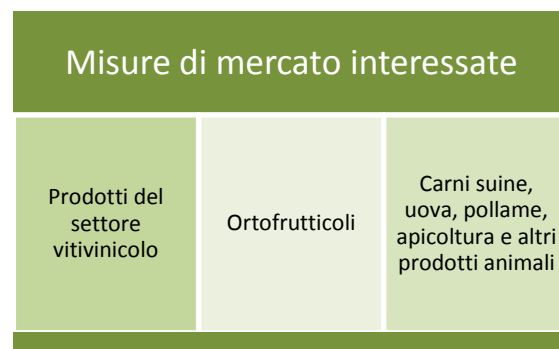 Misure di mercato interessate
Prodotti del
settore
vitivinicolo
Ortofrutticoli
Carni suine,
uova, pollame,
apicoltura e altri
prodotti animali